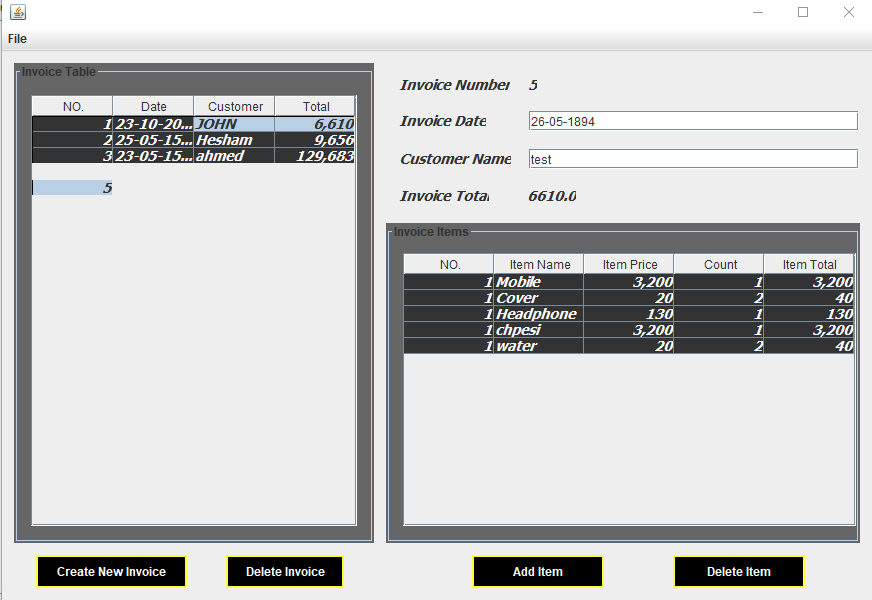 File
Invoice Table
NO. Date Customer Total
1 23-10-20... JOHN 6,610
2 25-05-15... Hesham 9,656
3 23-05-15... ahmed 129,683
5
Invoice Number 5
Invoice Date 26-05-1894
Customer Name test
Invoice Total 6610.0
Invoice Items
NO. Item Name Item Price Count Item Total
1 Mobile 3,200 1 3,200
1 Cover 20 2 40
1 Headphone 130 1 130
1 chpesi 3,200 1 3,200
1 water 20 2 40
Create New Invoice Delete Invoice Add Item Delete Item